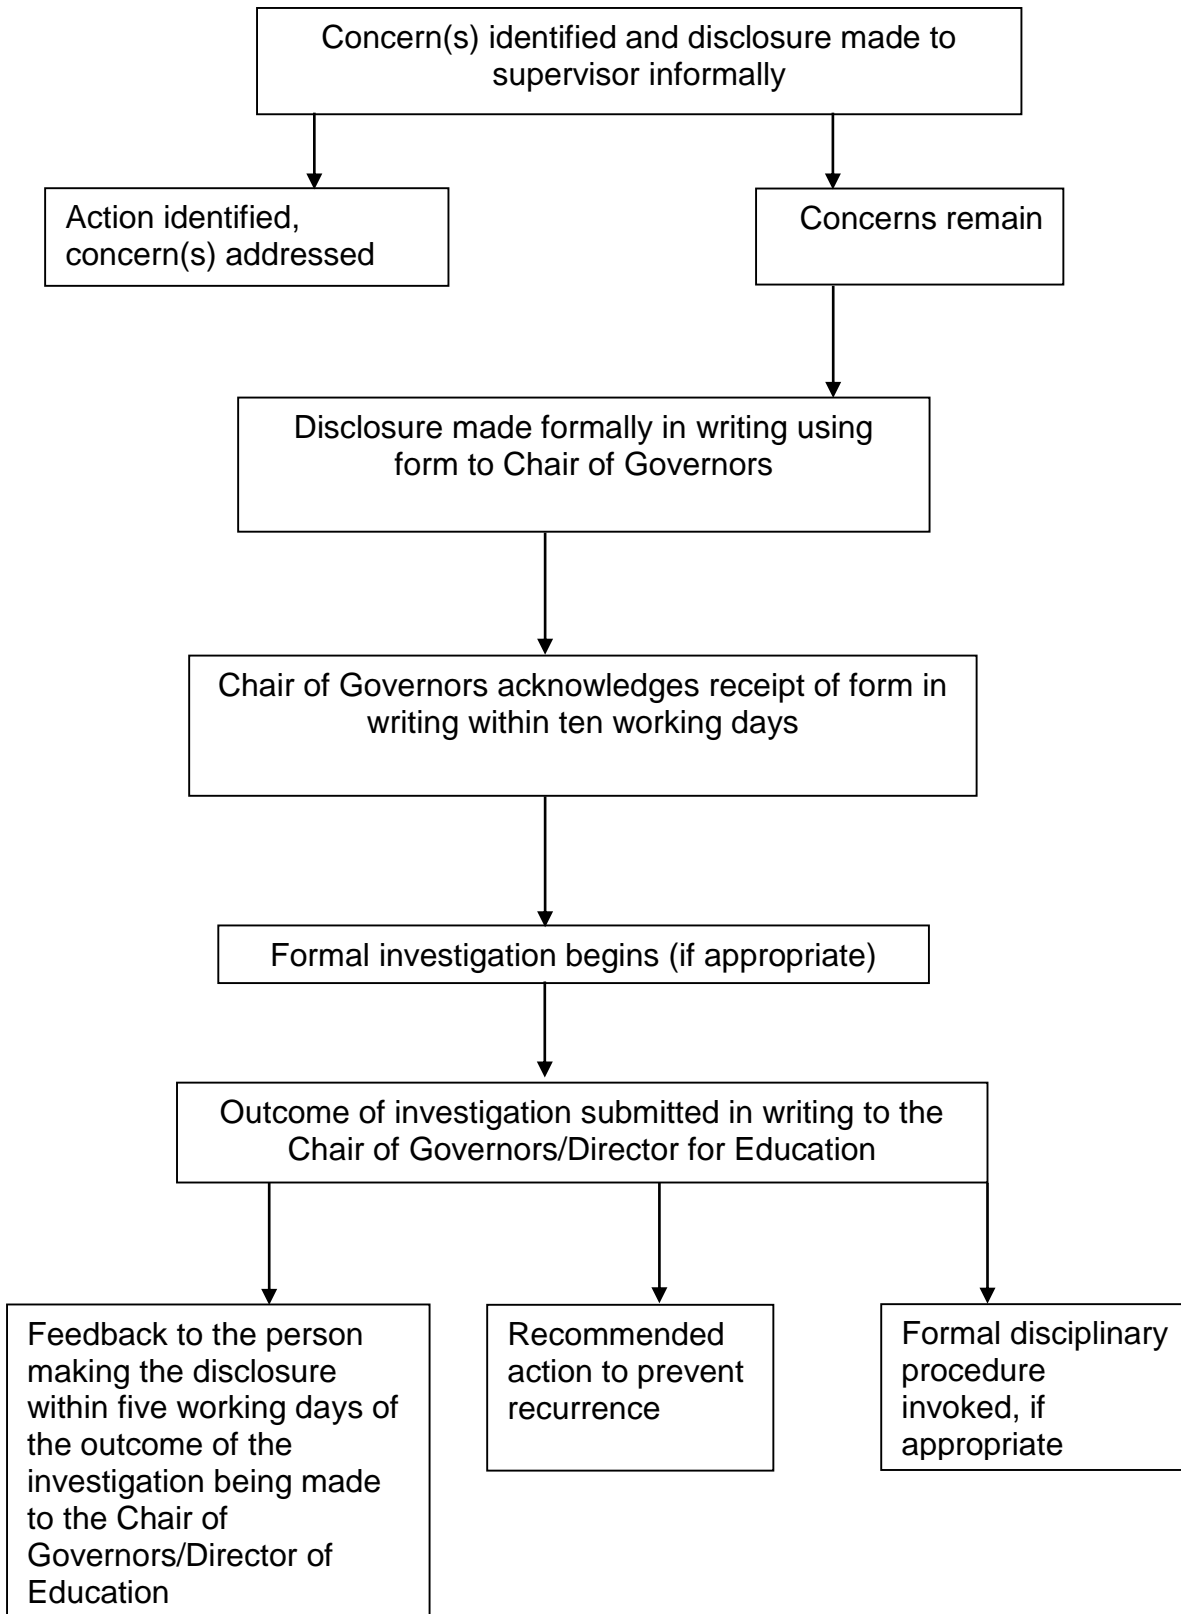 Concern(s) identified and disclosure made to
supervisor informally
Action identified,
concern(s) addressed
Concerns remain
Disclosure made formally in writing using
form to Chair of Governors
Chair of Governors acknowledges receipt of form in
writing within ten working days
Formal investigation begins (if appropriate)
Outcome of investigation submitted in writing to the
Chair of Governors/Director for Education
Feedback to the person
making the disclosure
within five working days of
the outcome of the
investigation being made
to the Chair of
Governors/Director of
Education
Recommended
action to prevent
recurrence
Formal disciplinary
procedure
invoked, if
appropriate